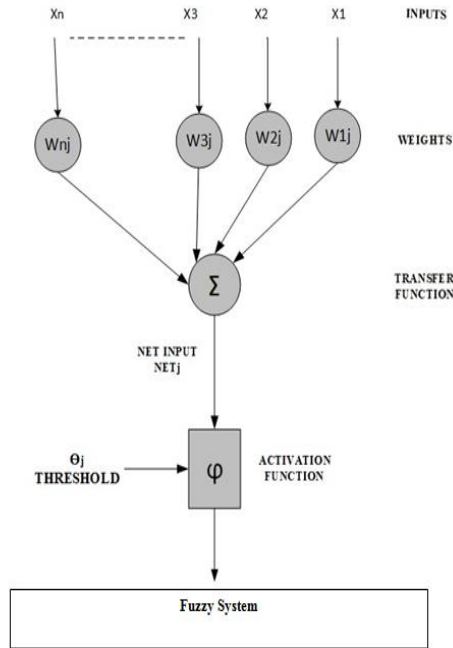 Xn X3 X2 X1 INPUTS
Wnj W3j W2j W1j WEIGHTS
Σ
TRANSFER
FUNCTION
NET INPUT
NETj
Θj
THRESHOLD
φ
ACTIVATION
FUNCTION
Fuzzy System